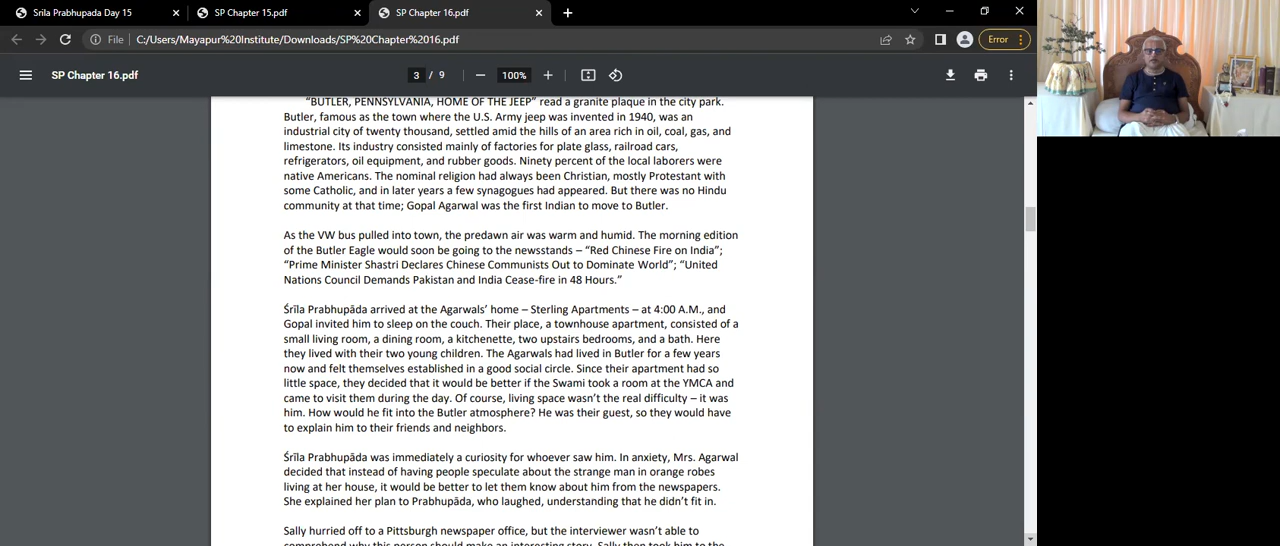 Srila Prabhupada Day 15
SP Chapter 15.pdf
SP Chapter 16.pdf
File
C:/Users/Mayapur%20Institute/Downloads/SP%20Chapter%2016.pdf
Error
SP Chapter 16.pdf
3 / 9
100%
"BUTLER, PENNSYLVANIA, HOME OF THE JEEP" read a granite plaque in the city park.
Butler, famous as the town where the U.S. Army jeep was invented in 1940, was an
industrial city of twenty thousand, settled amid the hills of an area rich in oil, coal, gas, and
limestone. Its industry consisted mainly of factories for plate glass, railroad cars,
refrigerators, oil equipment, and rubber goods. Ninety percent of the local laborers were
native Americans. The nominal religion had always been Christian, mostly Protestant with
some Catholic, and in later years a few synagogues had appeared. But there was no Hindu
community at that time; Gopal Agarwal was the first Indian to move to Butler.
As the VW bus pulled into town, the predawn air was warm and humid. The morning edition
of the Butler Eagle would soon be going to the newsstands – "Red Chinese Fire on India";
"Prime Minister Shastri Declares Chinese Communists Out to Dominate World"; "United
Nations Council Demands Pakistan and India Cease-fire in 48 Hours."
Śrīla Prabhupāda arrived at the Agarwals' home – Sterling Apartments – at 4:00 A.M., and
Gopal invited him to sleep on the couch. Their place, a townhouse apartment, consisted of a
small living room, a dining room, a kitchenette, two upstairs bedrooms, and a bath. Here
they lived with their two young children. The Agarwals had lived in Butler for a few years
now and felt themselves established in a good social circle. Since their apartment had so
little space, they decided that it would be better if the Swami took a room at the YMCA and
came to visit them during the day. Of course, living space wasn't the real difficulty – it was
him. How would he fit into the Butler atmosphere? He was their guest, so they would have
to explain him to their friends and neighbors.
Śrīla Prabhupāda was immediately a curiosity for whoever saw him. In anxiety, Mrs. Agarwal
decided that instead of having people speculate about the strange man in orange robes
living at her house, it would be better to let them know about him from the newspapers.
She explained her plan to Prabhupāda, who laughed, understanding that he didn't fit in.
Sally hurried off to a Pittsburgh newspaper office, but the interviewer wasn't able to
comprehend why this person should make an interesting story. Sally then took him to the